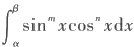 ∫_α^β sin^m x cos^n x dx